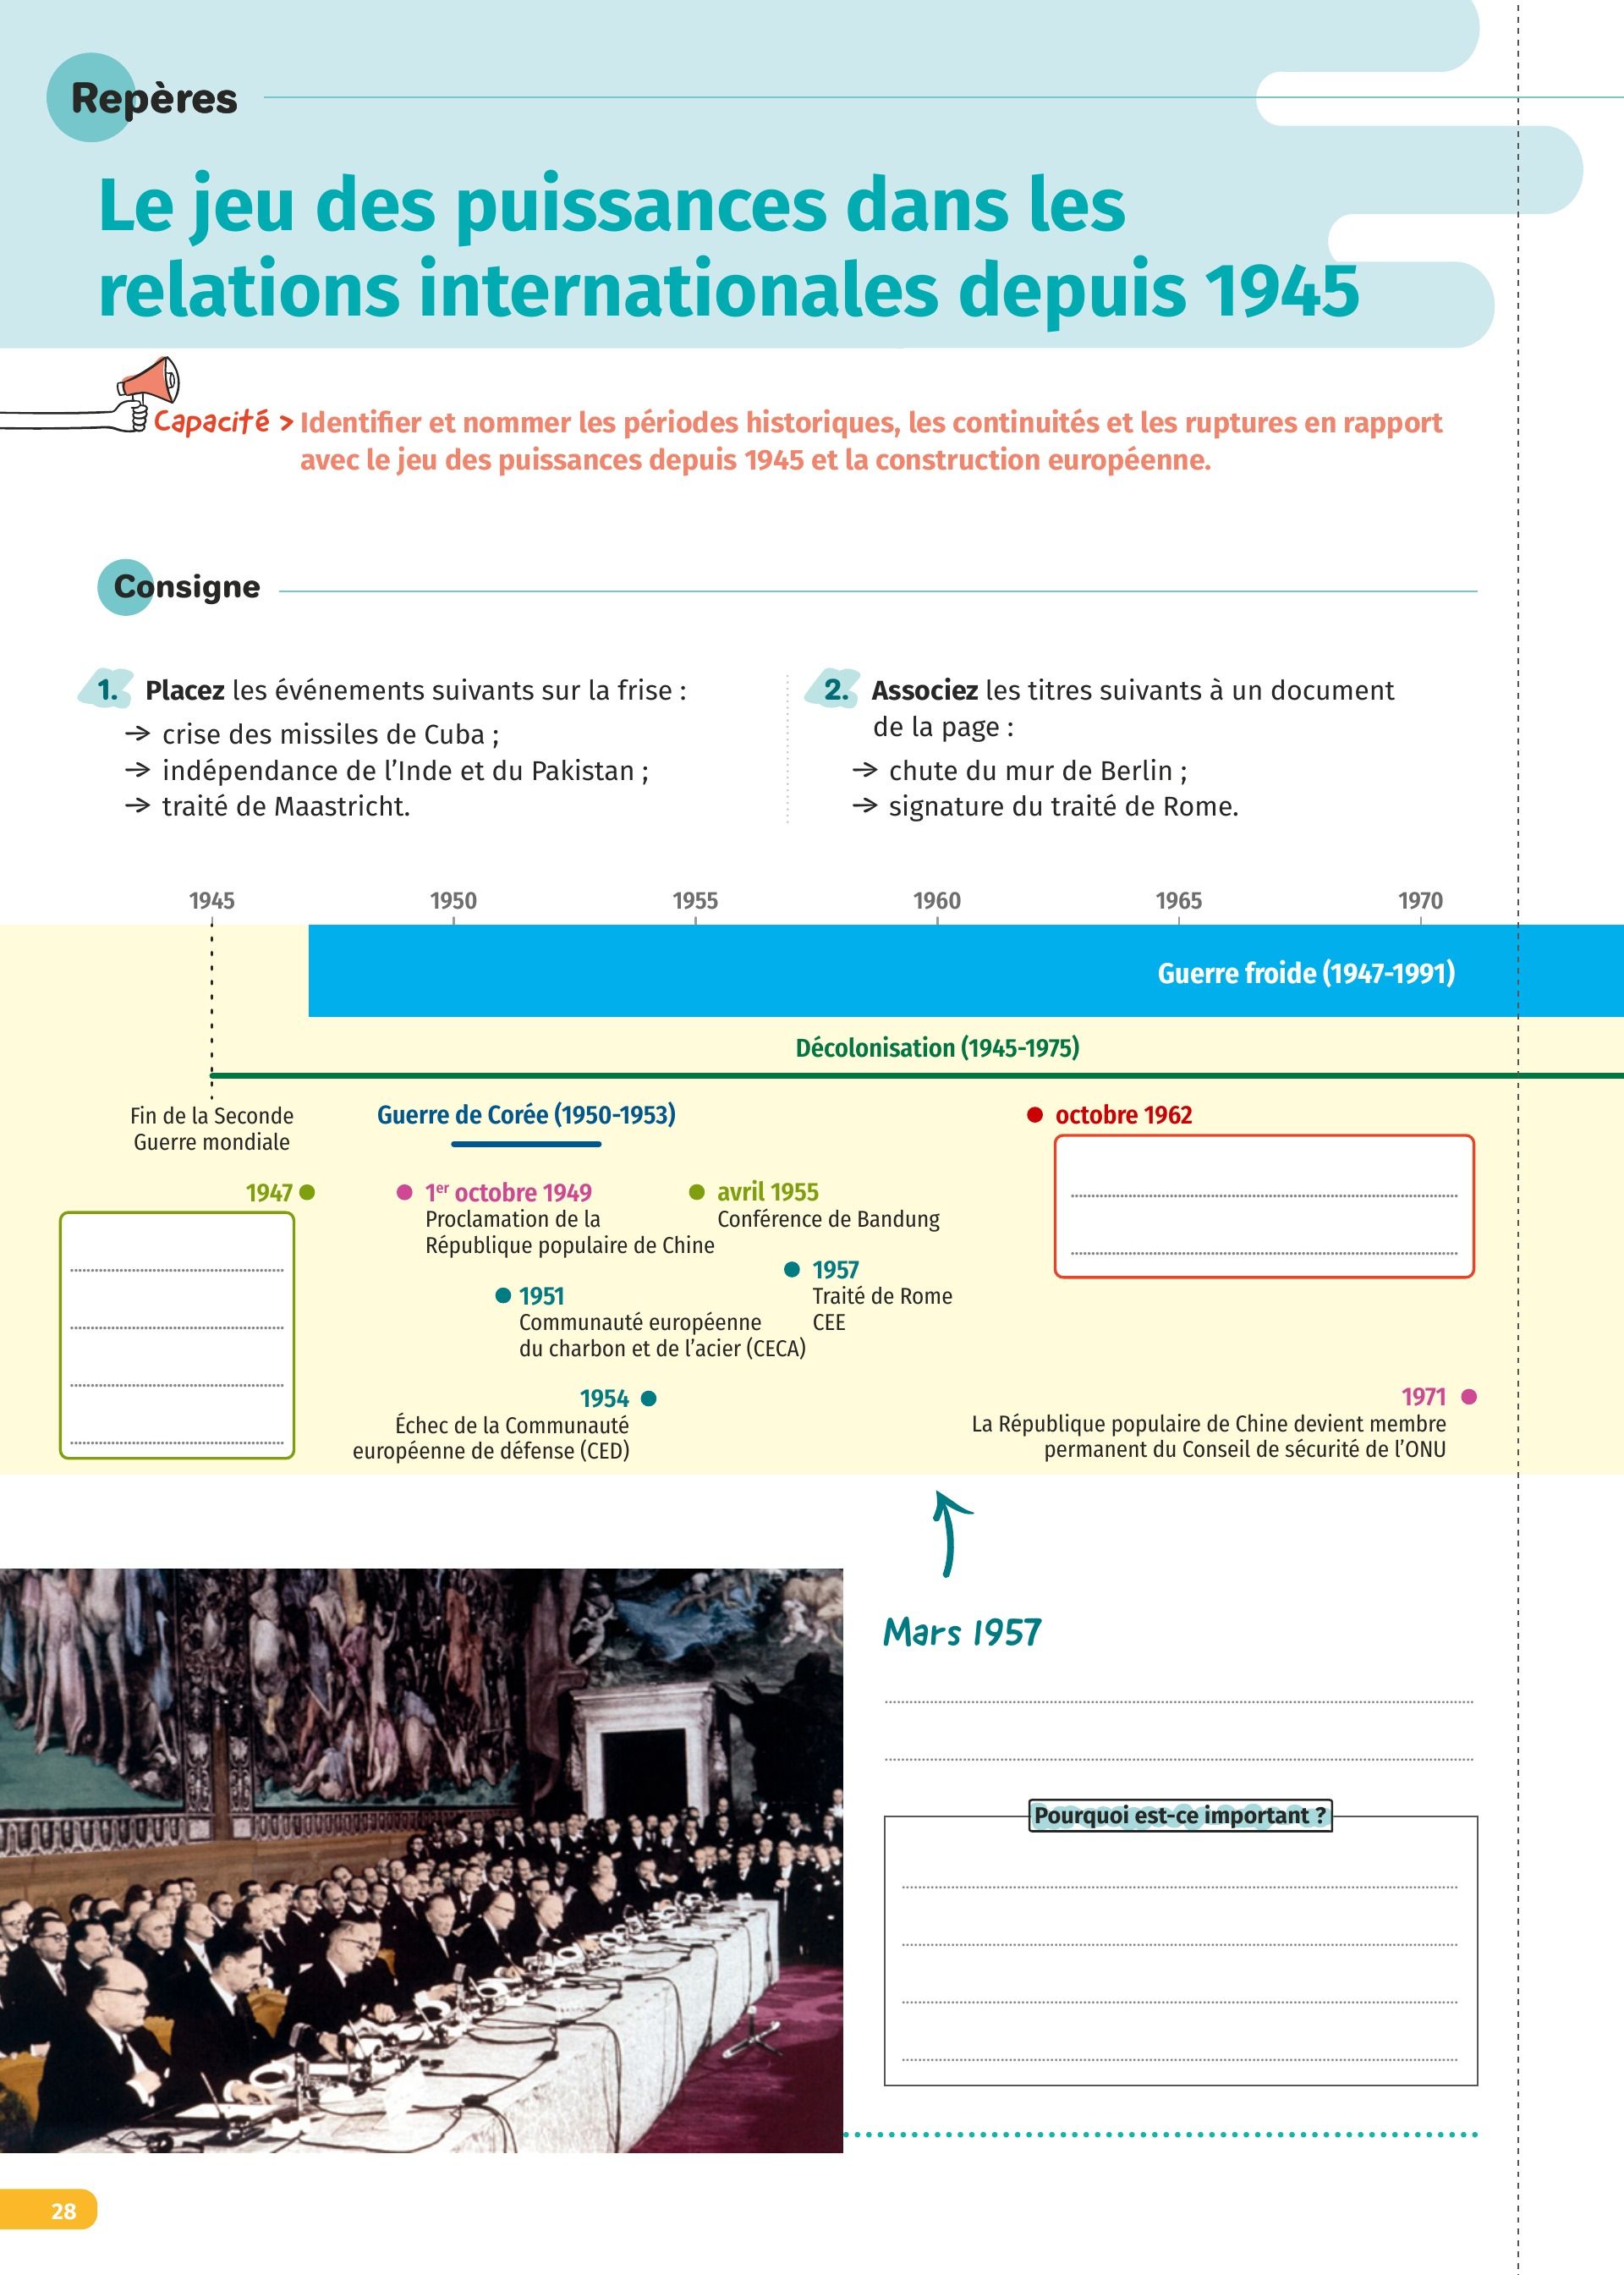 Repères
Le jeu des puissances dans les
relations internationales depuis 1945
Capacité > Identifier et nommer les périodes historiques, les continuités et les ruptures en rapport
avec le jeu des puissances depuis 1945 et la construction européenne.
Consigne
1. Placez les événements suivants sur la frise :
→ crise des missiles de Cuba ;
→ indépendance de l’Inde et du Pakistan ;
→ traité de Maastricht.
2. Associez les titres suivants à un document
de la page :
→ chute du mur de Berlin ;
→ signature du traité de Rome.
1945 1950 1955 1960 1965 1970
Guerre froide (1947-1991)
Décolonisation (1945-1975)
Fin de la Seconde
Guerre mondiale
Guerre de Corée (1950-1953)
octobre 1962
1947
1er octobre 1949
Proclamation de la
République populaire de Chine
avril 1955
Conférence de Bandung
1957
Traité de Rome
CEE
1951
Communauté européenne
du charbon et de l’acier (CECA)
1954
Échec de la Communauté
européenne de défense (CED)
1971
La République populaire de Chine devient membre
permanent du Conseil de sécurité de l’ONU
Mars 1957
Pourquoi est-ce important ?
28